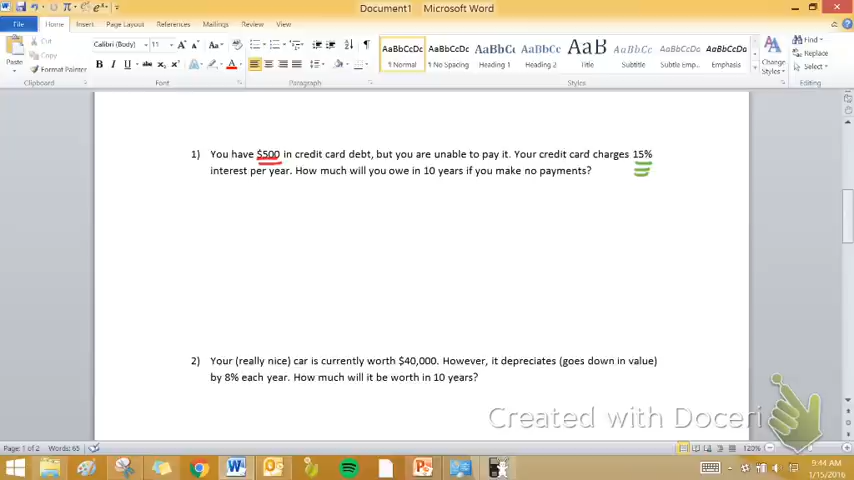 Document1 - Microsoft Word
File Home Insert Page Layout References Mailings Review View
Cut
Copy
Paste
Format Painter
Clipboard
Calibri (Body) 11
Font
Paragraph
AaBbCcDc AaBbCcDc AaBbCc AaBbCc AaB AaBbCcDc AaBbCcDc AaBbCcDc
¶ Normal ¶ No Spacing Heading 1 Heading 2 Title Subtitle Subtle Emp... Emphasis
Styles
Change
Styles
Find
Replace
Select
Editing
1) You have $500 in credit card debt, but you are unable to pay it. Your credit card charges 15%
interest per year. How much will you owe in 10 years if you make no payments?
2) Your (really nice) car is currently worth $40,000. However, it depreciates (goes down in value)
by 8% each year. How much will it be worth in 10 years?
Created with Doceri
Page: 1 of 2 Words: 65 120%
9:44 AM
1/15/2016